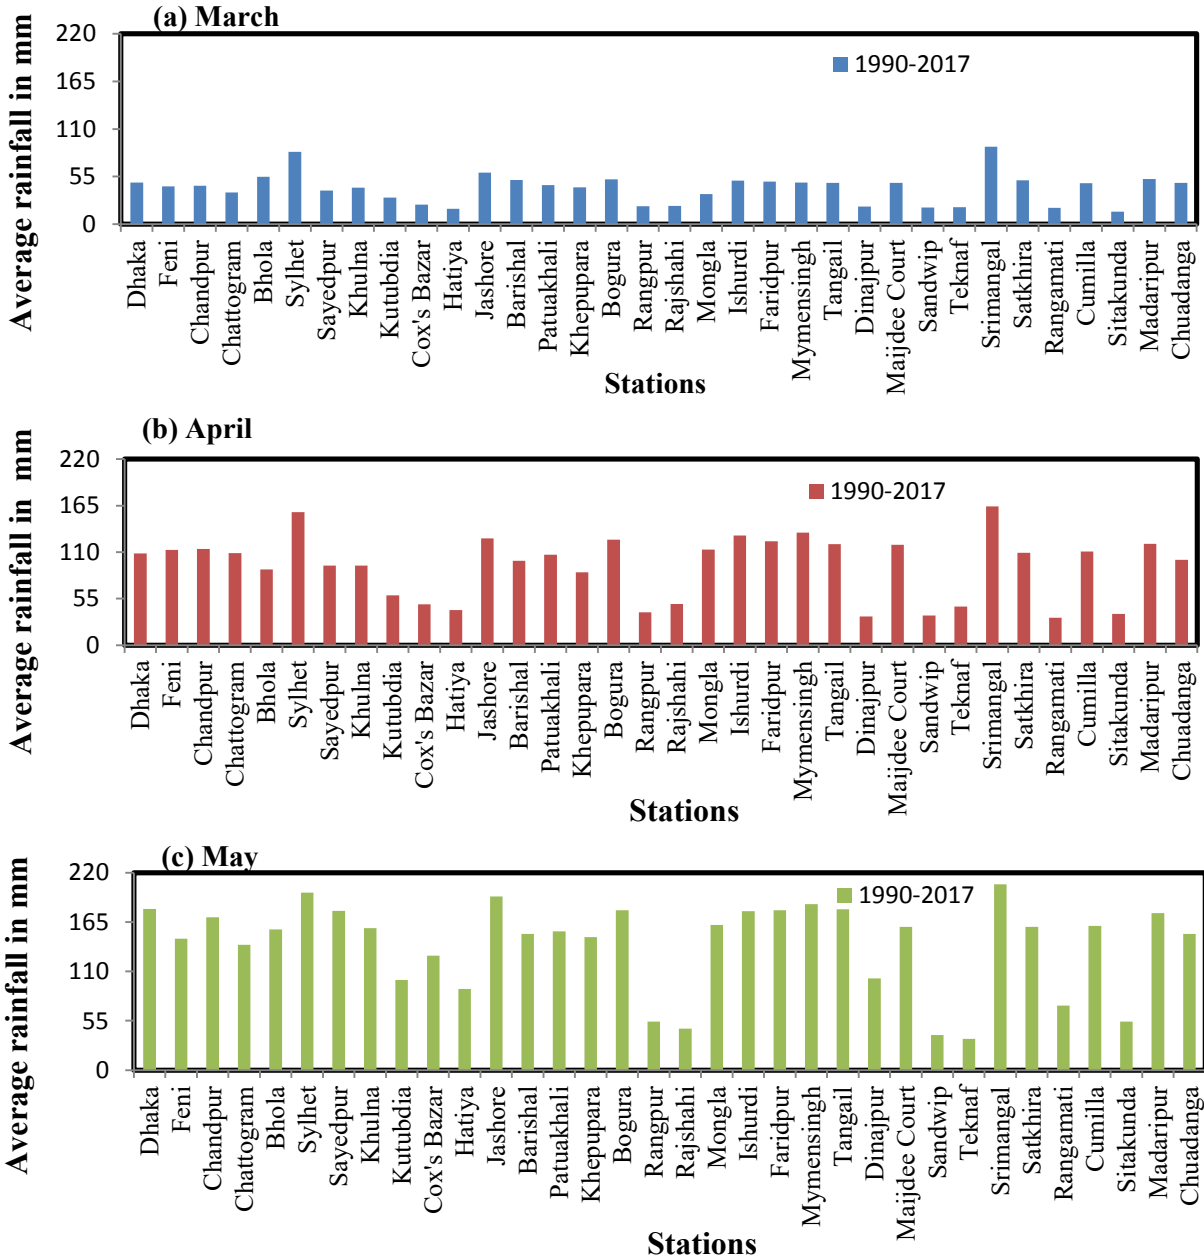 (a) March
Average rainfall in mm
220
165
110
55
0
1990-2017
Dhaka
Feni
Chandpur
Chattogram
Bhola
Sylhet
Sayedpur
Khulna
Kutubdia
Cox's Bazar
Hatiya
Jashore
Barishal
Patuakhali
Khepupara
Bogura
Rangpur
Rajshahi
Mongla
Ishurdi
Faridpur
Mymensingh
Tangail
Dinajpur
Maijdee Court
Sandwip
Teknaf
Srimangal
Satkhira
Rangamati
Cumilla
Sitakunda
Madaripur
Chuadanga
Stations
(b) April
Average rainfall in mm
220
165
110
55
0
1990-2017
Dhaka
Feni
Chandpur
Chattogram
Bhola
Sylhet
Sayedpur
Khulna
Kutubdia
Cox's Bazar
Hatiya
Jashore
Barishal
Patuakhali
Khepupara
Bogura
Rangpur
Rajshahi
Mongla
Ishurdi
Faridpur
Mymensingh
Tangail
Dinajpur
Maijdee Court
Sandwip
Teknaf
Srimangal
Satkhira
Rangamati
Cumilla
Sitakunda
Madaripur
Chuadanga
Stations
(c) May
Average rainfall in mm
220
165
110
55
0
1990-2017
Dhaka
Feni
Chandpur
Chattogram
Bhola
Sylhet
Sayedpur
Khulna
Kutubdia
Cox's Bazar
Hatiya
Jashore
Barishal
Patuakhali
Khepupara
Bogura
Rangpur
Rajshahi
Mongla
Ishurdi
Faridpur
Mymensingh
Tangail
Dinajpur
Maijdee Court
Sandwip
Teknaf
Srimangal
Satkhira
Rangamati
Cumilla
Sitakunda
Madaripur
Chuadanga
Stations